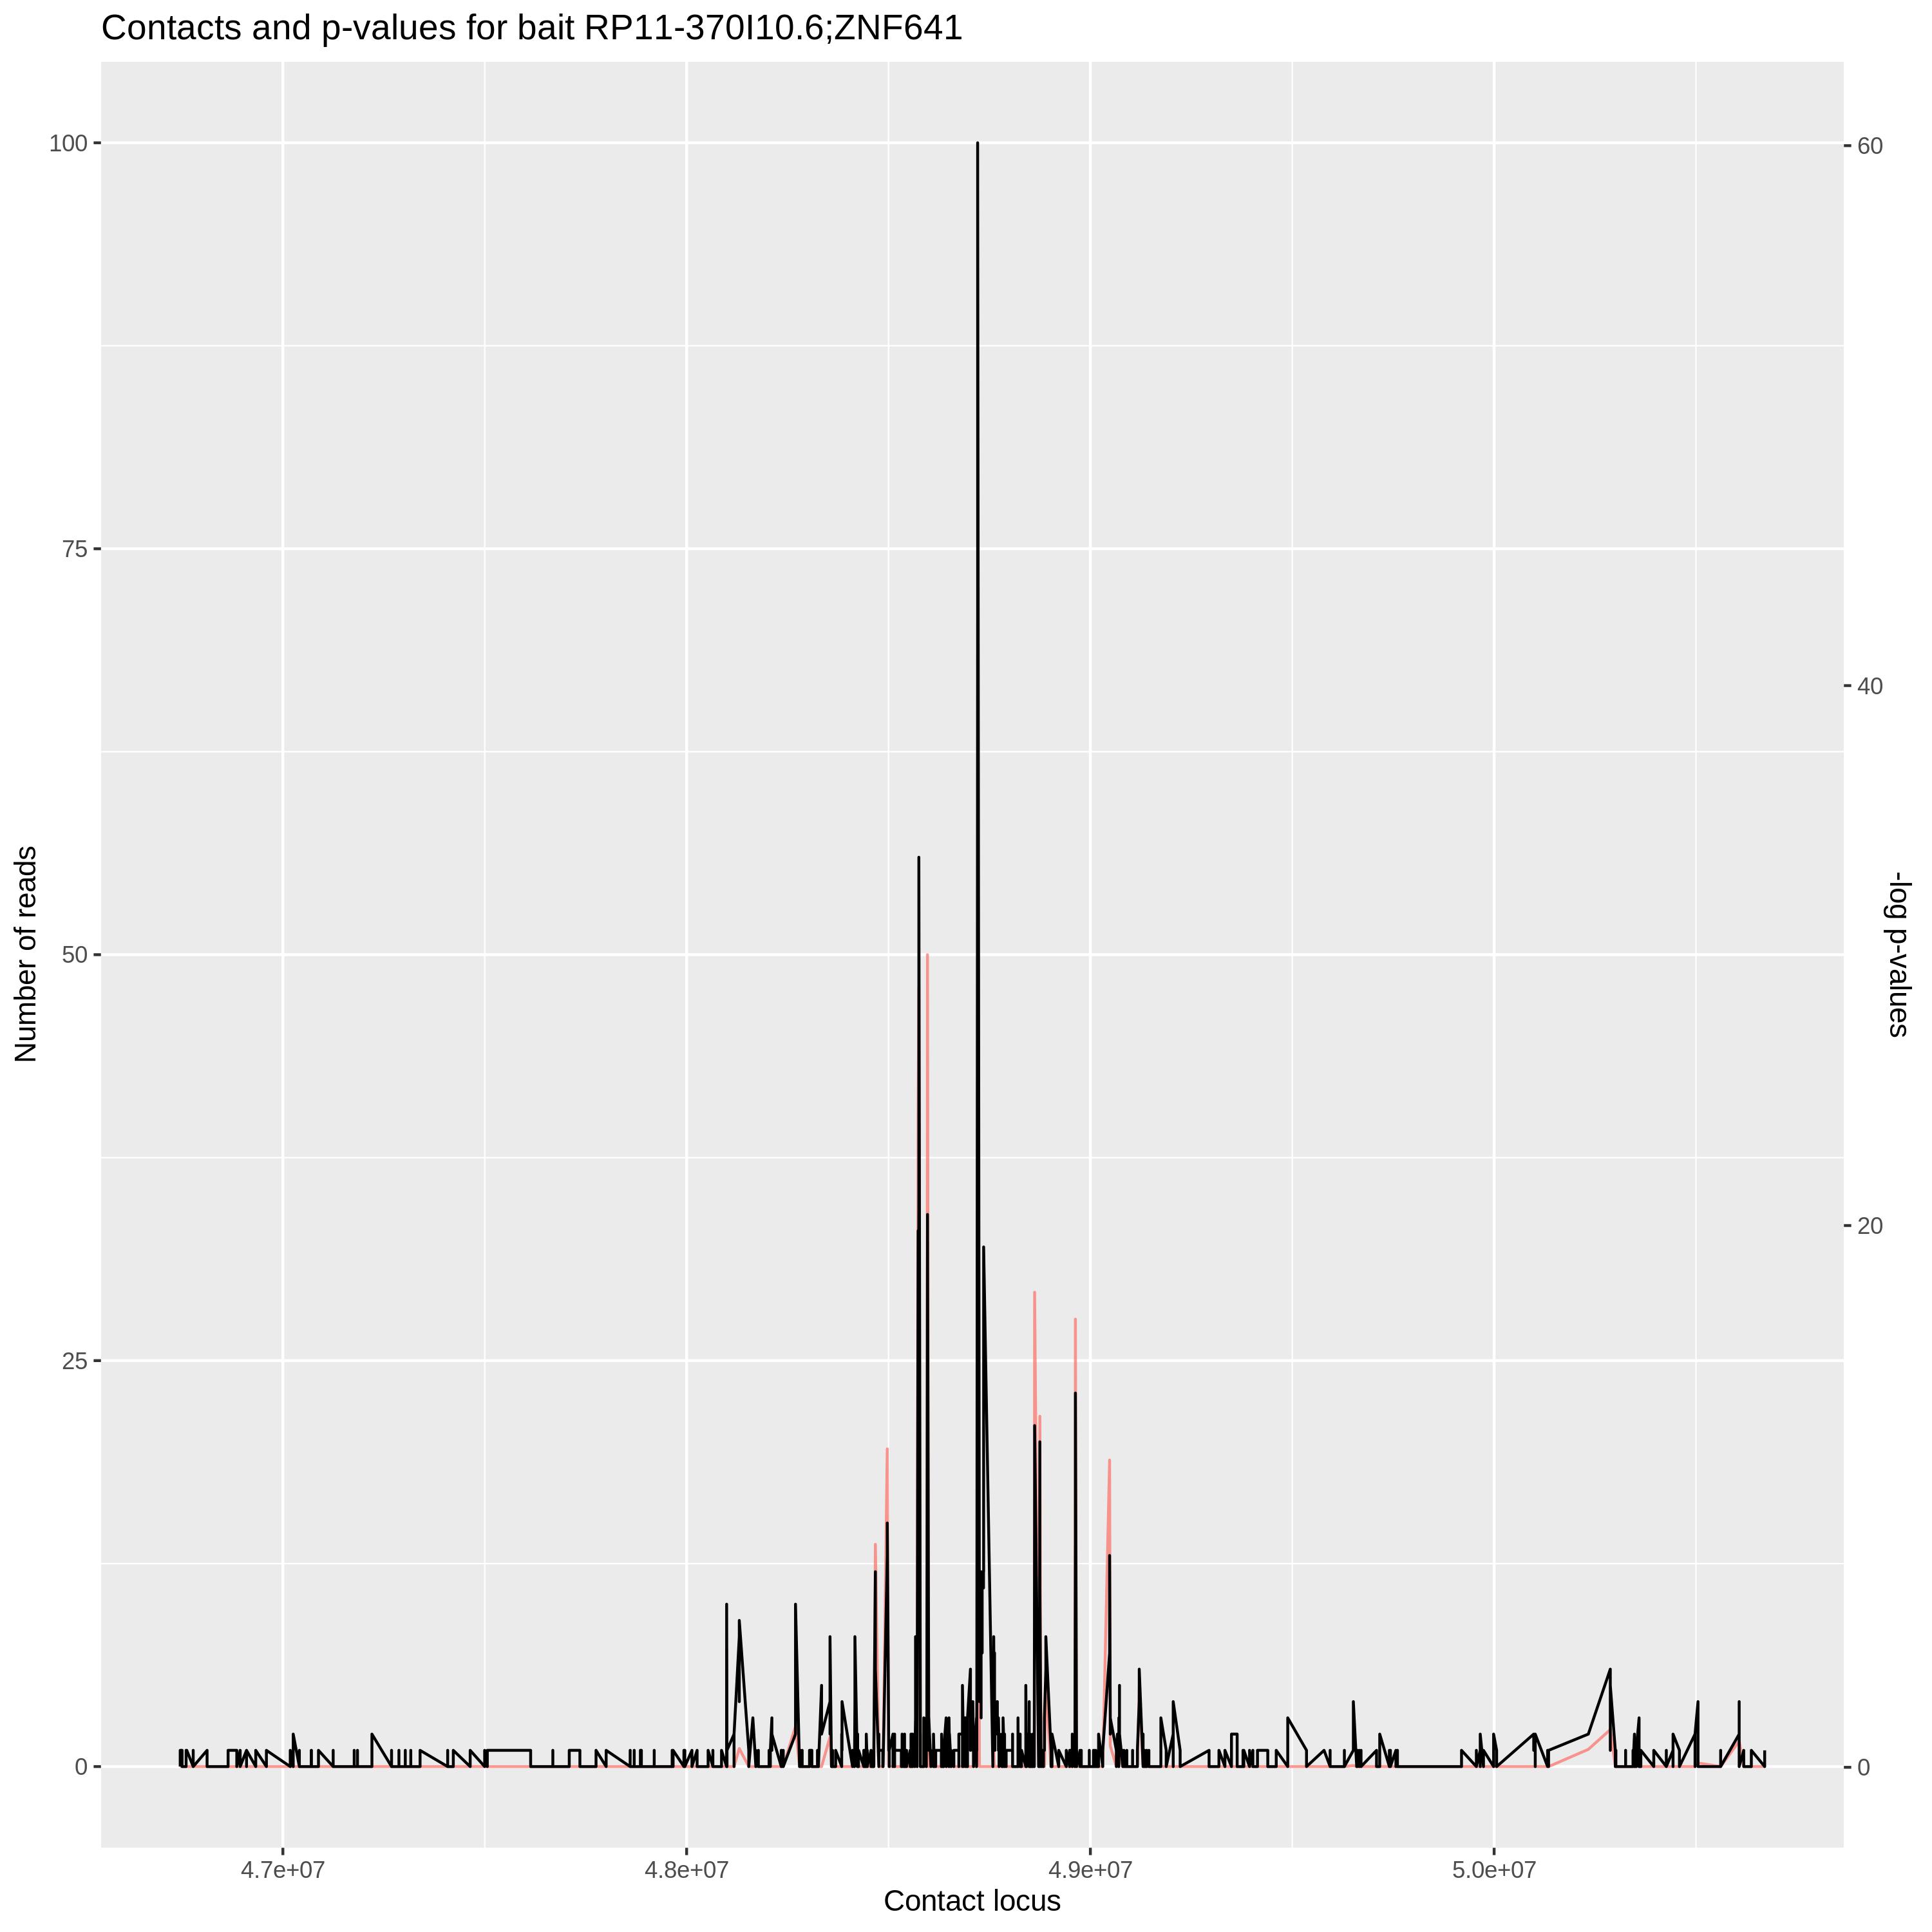 Contacts and p-values for bait RP11-370I10.6;ZNF641
100
75
50
25
0
60
40
20
0
Number of reads
-log p-values
4.7e+07
4.8e+07
4.9e+07
5.0e+07
Contact locus